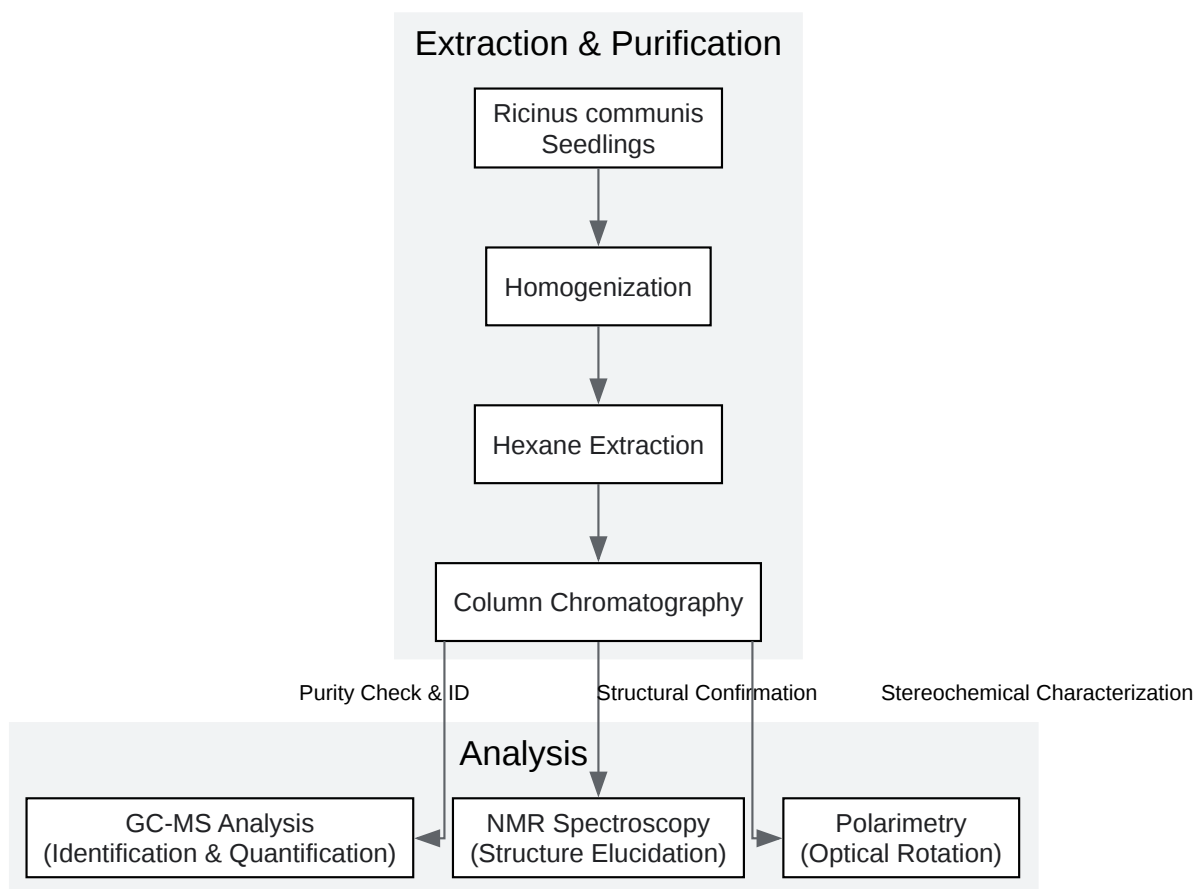 Extraction & Purification
Ricinus communis
Seedlings
Homogenization
Hexane Extraction
Column Chromatography
Purity Check & ID
Structural Confirmation
Stereochemical Characterization
Analysis
GC-MS Analysis
(Identification & Quantification)
NMR Spectroscopy
(Structure Elucidation)
Polarimetry
(Optical Rotation)